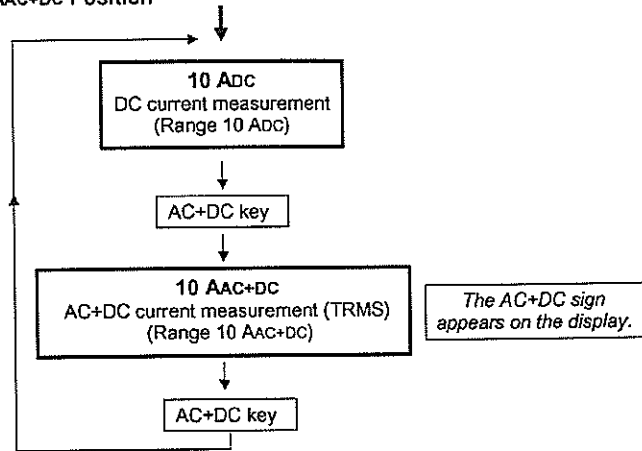 AAC+DC Position
10 ADC
DC current measurement
(Range 10 ADC)
AC+DC key
10 AAC+DC
AC+DC current measurement (TRMS)
(Range 10 AAC+DC)
The AC+DC sign
appears on the display.
AC+DC key